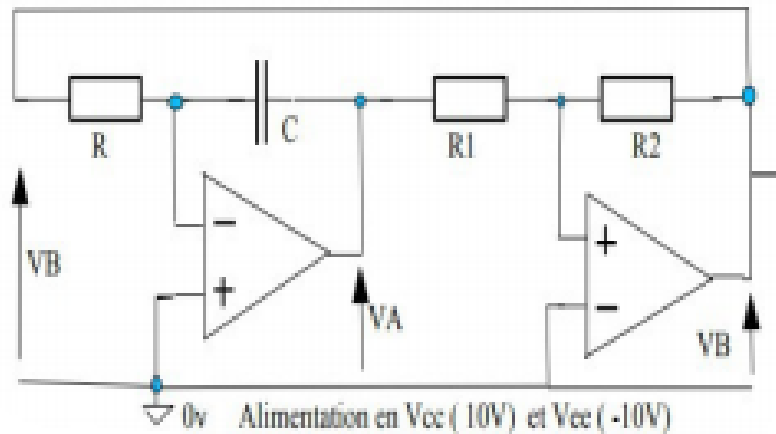 R
C
R1
R2
−
+
+
−
VB
VA
VB
0v Alimentation en Vcc ( 10V) et Vee ( -10V)